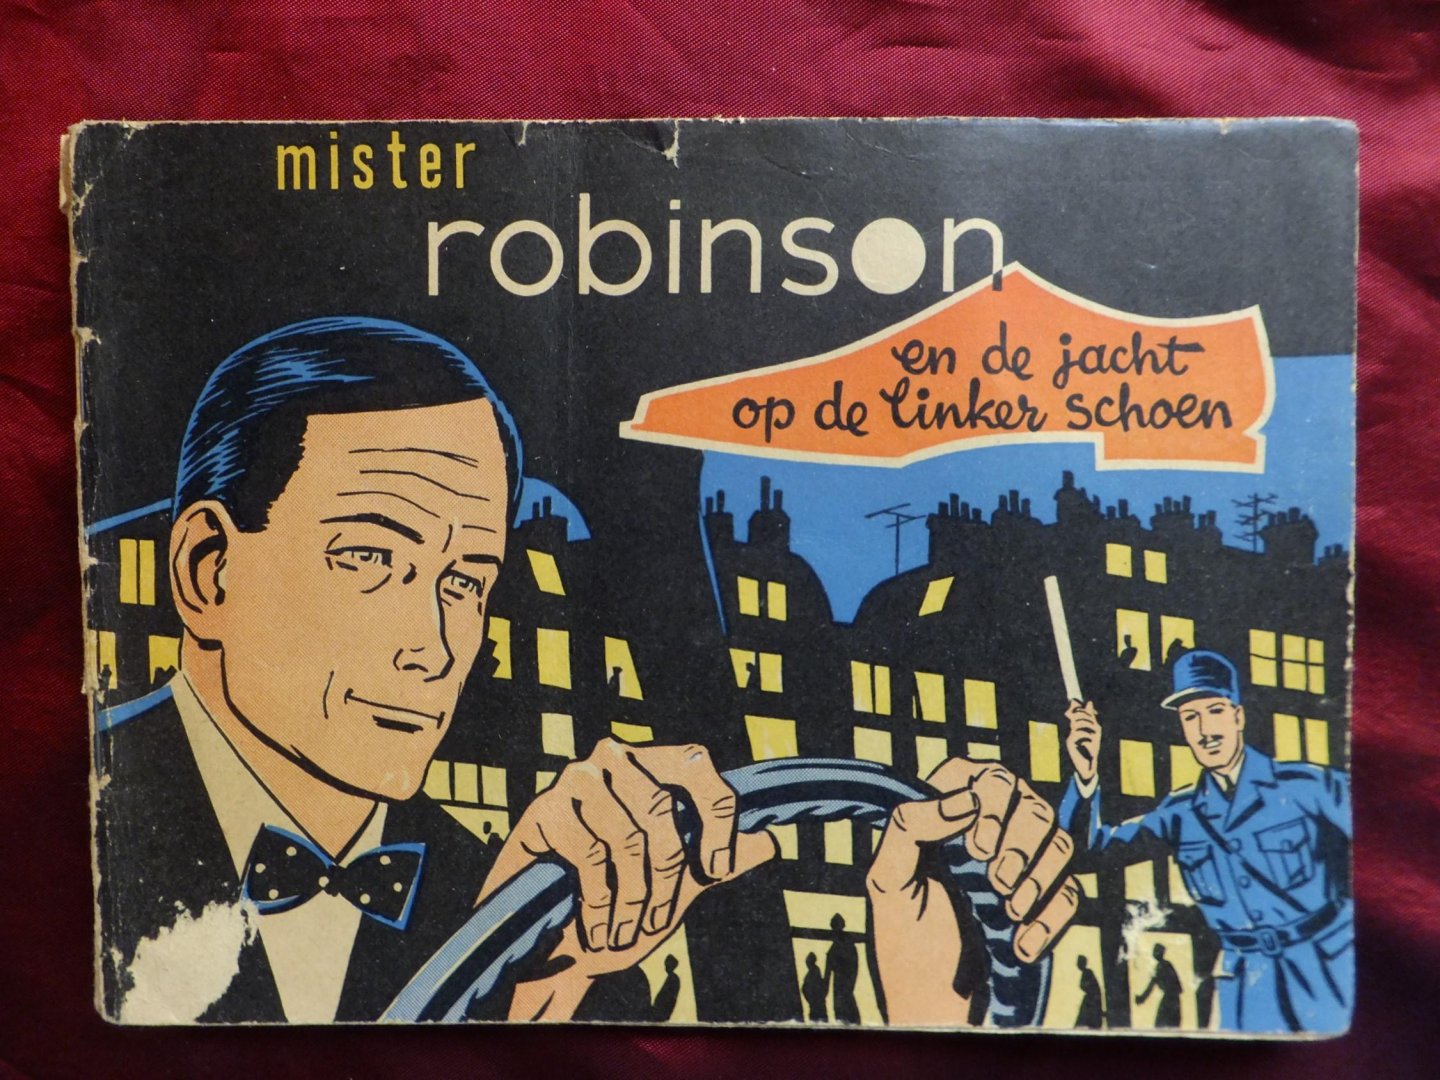 mister
robinson
en de jacht
op de linker schoen